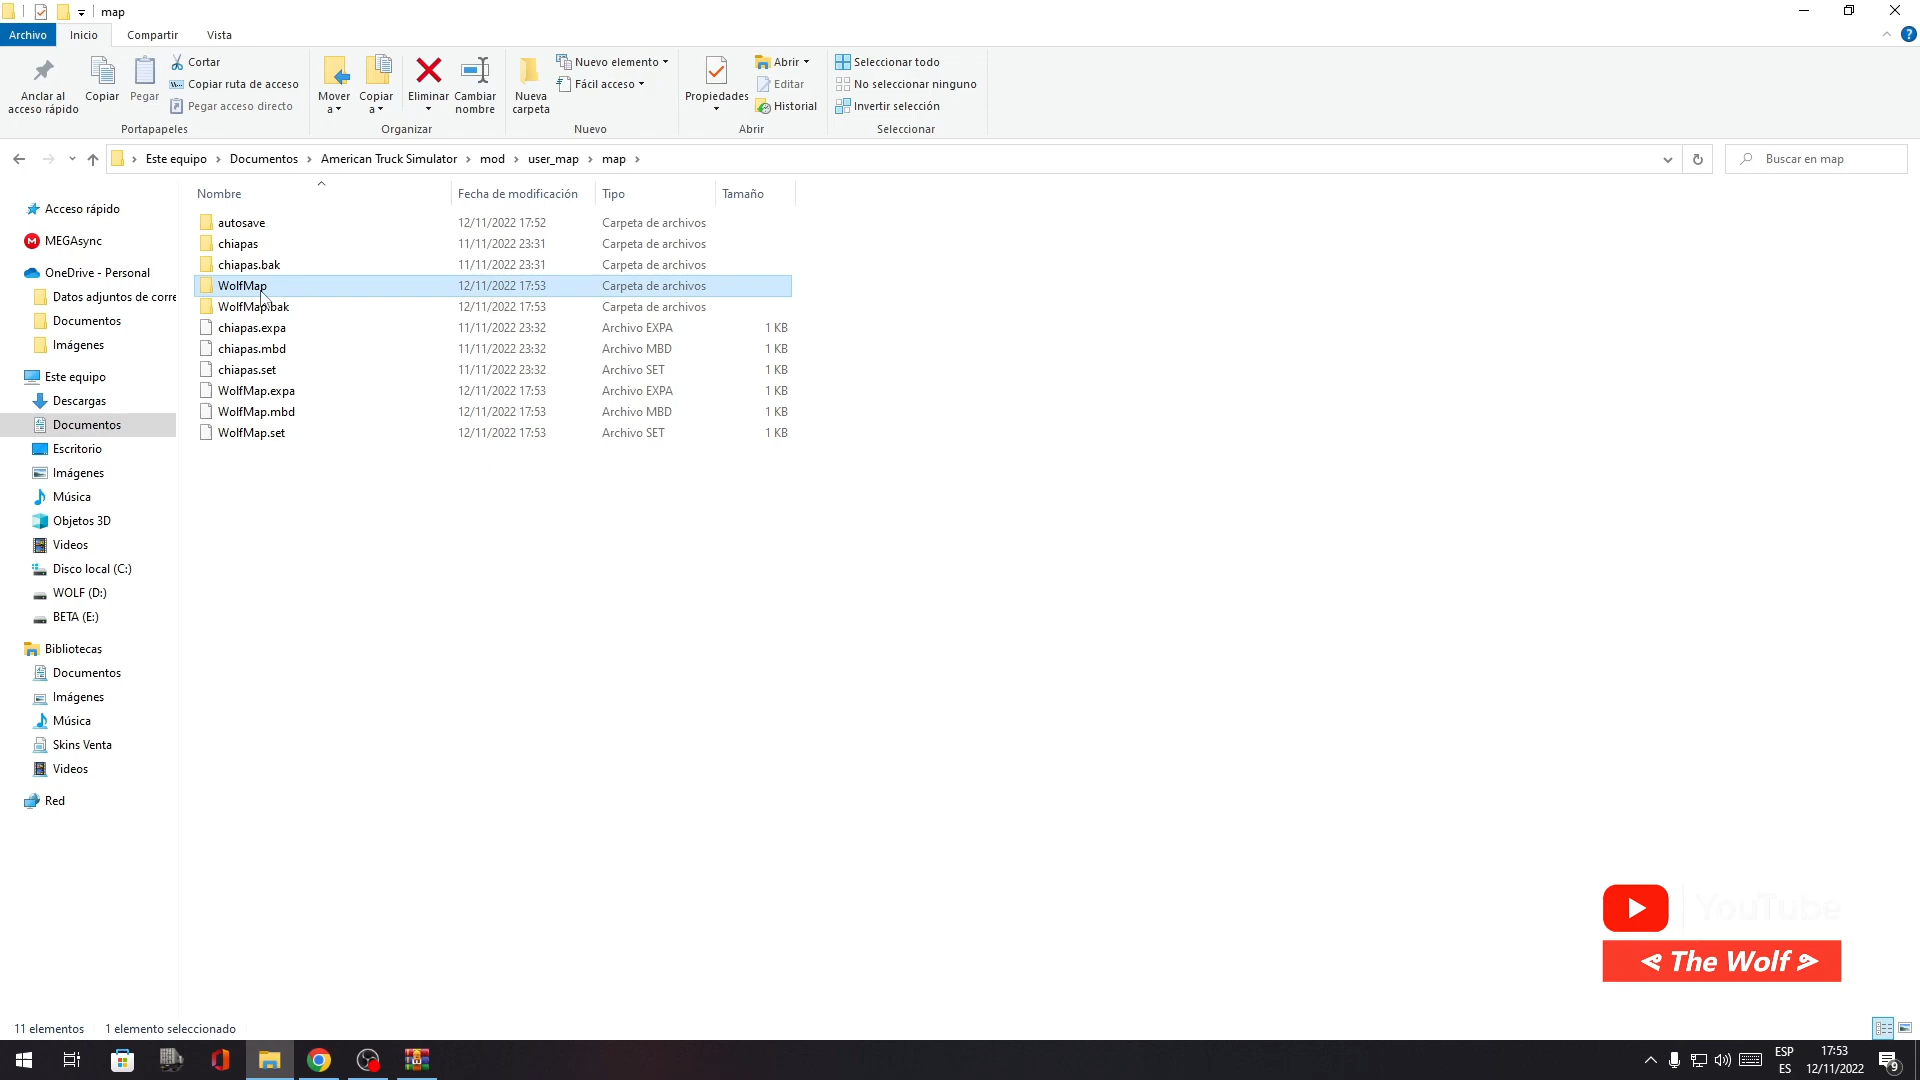 map
Archivo Inicio Compartir Vista
Anclar al acceso rápido
Copiar
Pegar
Cortar
Copiar ruta de acceso
Pegar acceso directo
Portapapeles
Mover a
Copiar a
Eliminar
Cambiar nombre
Organizar
Nueva carpeta
Nuevo elemento
Fácil acceso
Nuevo
Propiedades
Abrir
Editar
Historial
Abrir
Seleccionar todo
No seleccionar ninguno
Invertir selección
Seleccionar
Este equipo > Documentos > American Truck Simulator > mod > user_map > map >
Buscar en map
Nombre Fecha de modificación Tipo Tamaño
autosave 12/11/2022 17:52 Carpeta de archivos
chiapas 11/11/2022 23:31 Carpeta de archivos
chiapas.bak 11/11/2022 23:31 Carpeta de archivos
WolfMap 12/11/2022 17:53 Carpeta de archivos
WolfMap.bak 12/11/2022 17:53 Carpeta de archivos
chiapas.expa 11/11/2022 23:32 Archivo EXPA 1 KB
chiapas.mbd 11/11/2022 23:32 Archivo MBD 1 KB
chiapas.set 11/11/2022 23:32 Archivo SET 1 KB
WolfMap.expa 12/11/2022 17:53 Archivo EXPA 1 KB
WolfMap.mbd 12/11/2022 17:53 Archivo MBD 1 KB
WolfMap.set 12/11/2022 17:53 Archivo SET 1 KB
Acceso rápido
MEGAsync
OneDrive - Personal
Datos adjuntos de corre
Documentos
Imágenes
Este equipo
Descargas
Documentos
Escritorio
Imágenes
Música
Objetos 3D
Videos
Disco local (C:)
WOLF (D:)
BETA (E:)
Bibliotecas
Documentos
Imágenes
Música
Skins Venta
Videos
Red
YouTube
The Wolf
11 elementos 1 elemento seleccionado
ESP
ES
17:53
12/11/2022
9